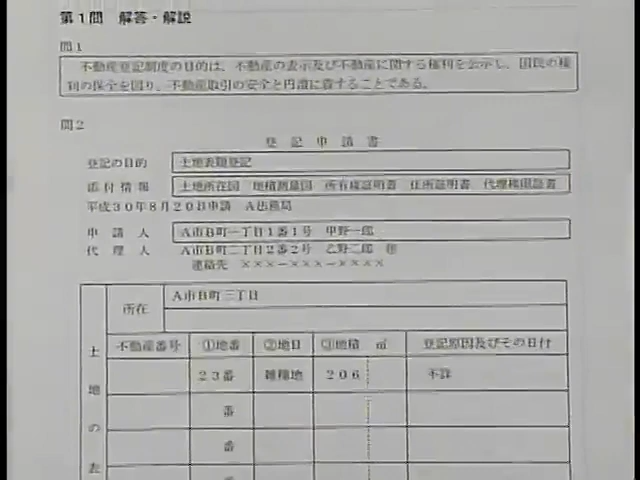 第1問 解答・解説
問1
不動産登記制度の目的は、不動産の表示及び不動産に関する権利を公示し、国民の権
利の保全を図り、不動産取引の安全と円滑に資することである。
問2
登記申請書
登記の目的 土地表題登記
添付情報 土地所在図 地積測量図 所有権証明書 住所証明書 代理権限証書
平成30年8月20日申請 A法務局
申請人 A市B町一丁目1番1号 甲野一郎
代理人 A市B町二丁目2番2号 乙野二郎
連絡先 ×××-×××-××××
所在 A市B町三丁目
不動産番号 ①地番 ②地目 ③地積 ㎡ 登記原因及びその日付
23番 雑種地 206 不詳
番
番
土地の表